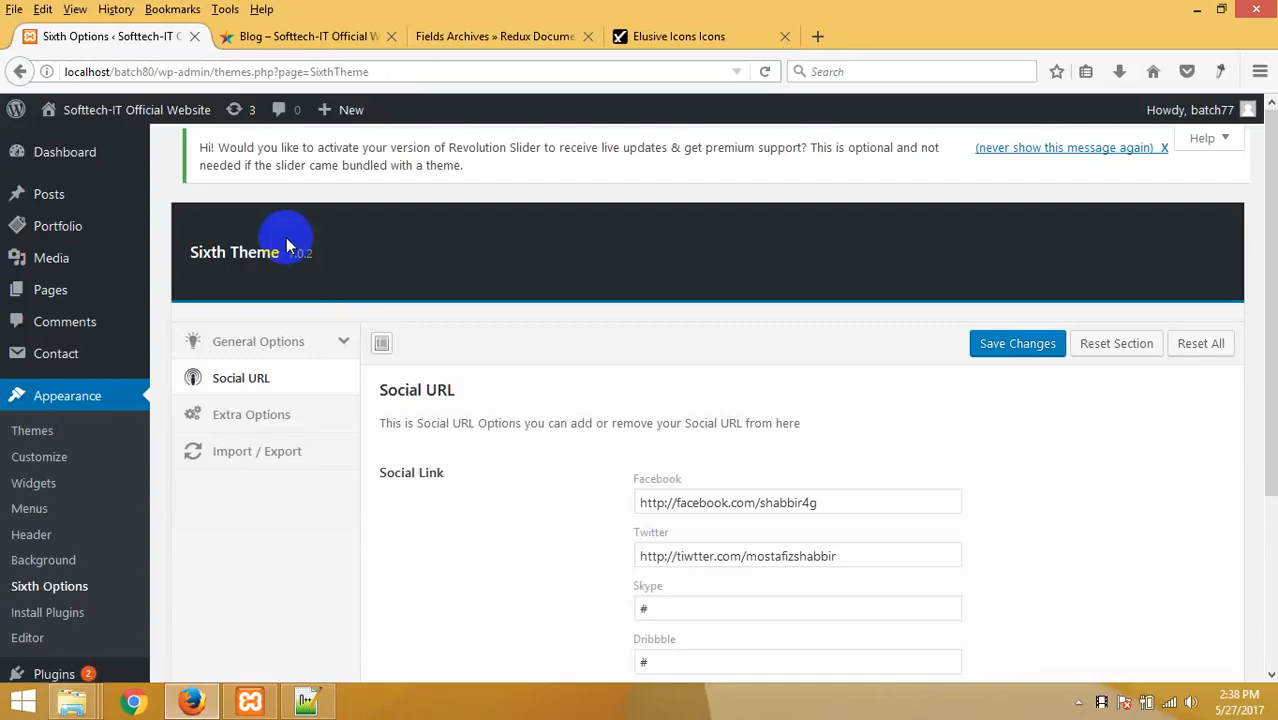 File Edit View History Bookmarks Tools Help
Sixth Options ‹ Softtech-IT O
Blog – Softtech-IT Official W
Fields Archives » Redux Docume
Elusive Icons Icons
localhost/batch80/wp-admin/themes.php?page=SixthTheme
Search
Softtech-IT Official Website 3 0 New Howdy, batch77
Help
Hi! Would you like to activate your version of Revolution Slider to receive live updates & get premium support? This is optional and not
needed if the slider came bundled with a theme.
(never show this message again) X
Dashboard
Posts
Portfolio
Media
Pages
Comments
Contact
Appearance
Themes
Customize
Widgets
Menus
Header
Background
Sixth Options
Install Plugins
Editor
Plugins 2
Sixth Theme .0.2
General Options
Social URL
Extra Options
Import / Export
Save Changes Reset Section Reset All
Social URL
This is Social URL Options you can add or remove your Social URL from here
Social Link
Facebook
http://facebook.com/shabbir4g
Twitter
http://tiwtter.com/mostafizshabbir
Skype
#
Dribbble
#
2:38 PM
5/27/2017